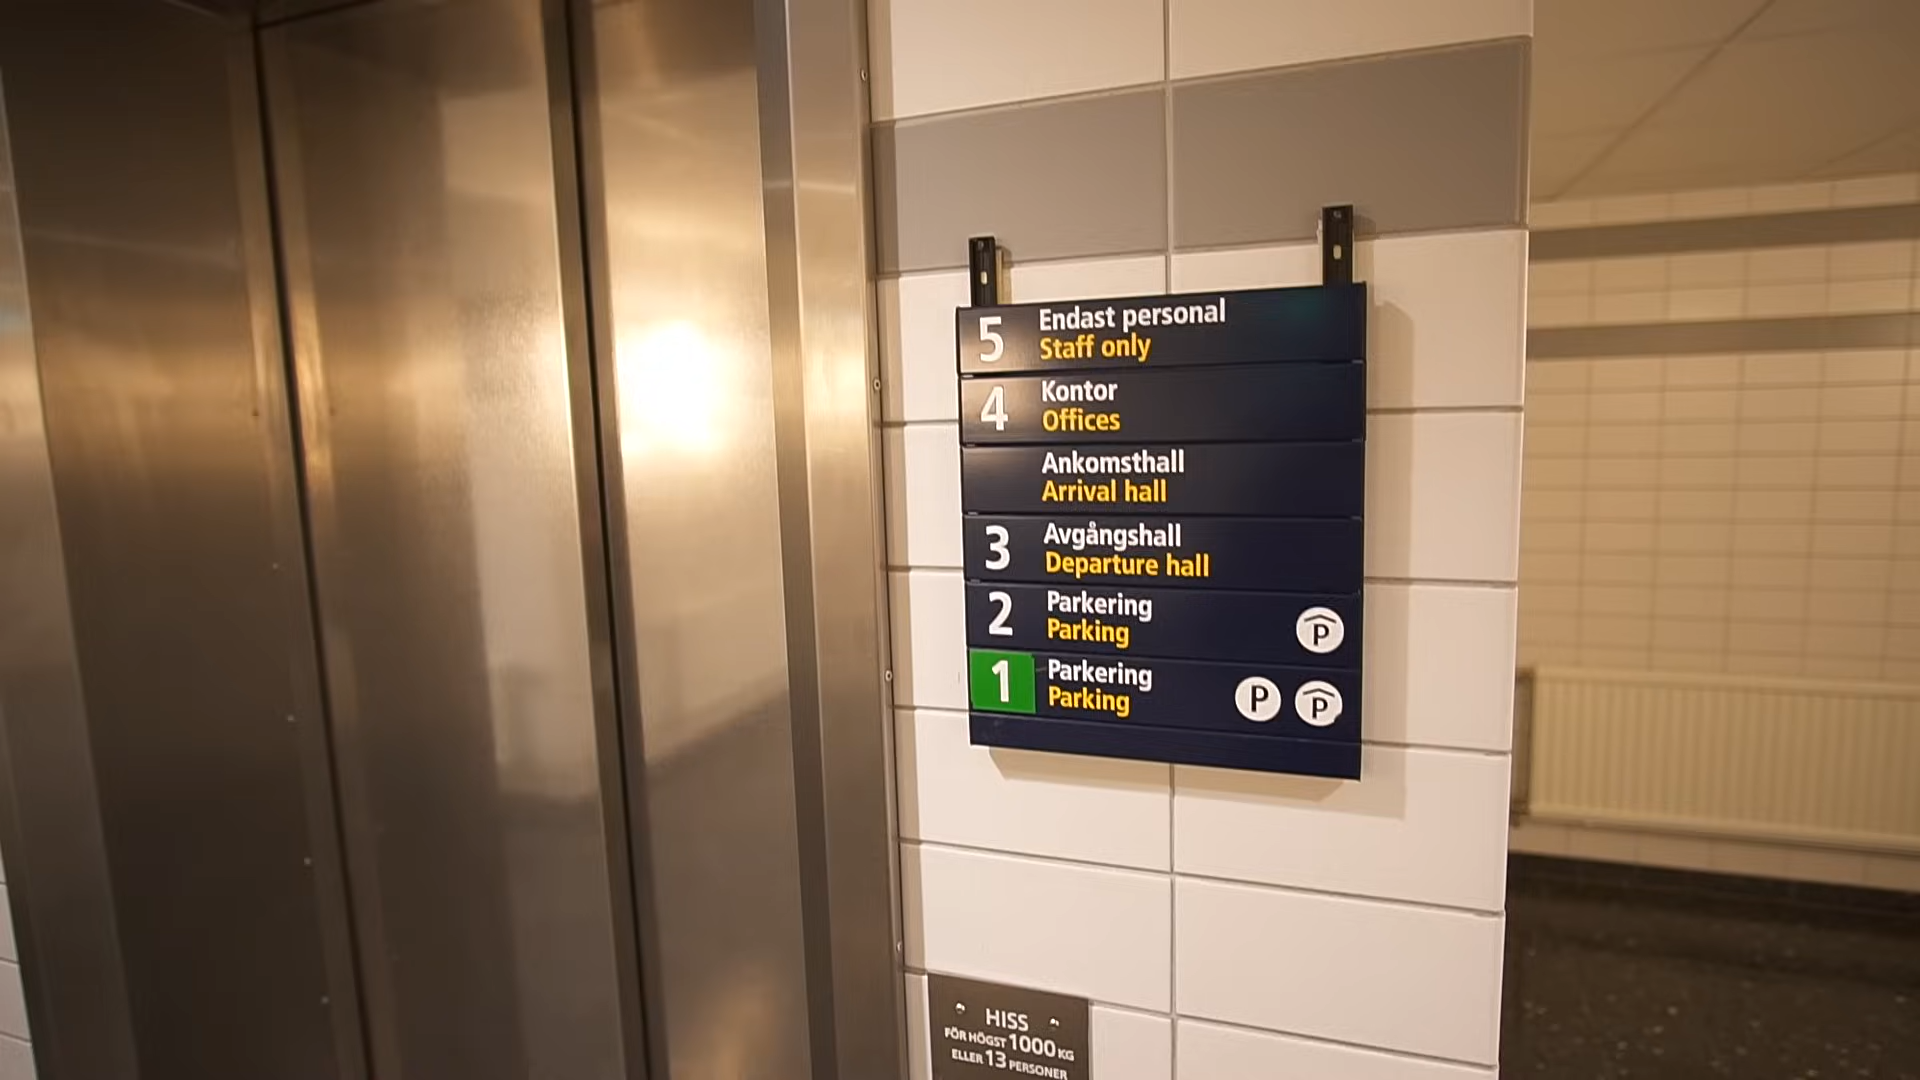 5 Endast personal
Staff only
4 Kontor
Offices
Ankomsthall
Arrival hall
3 Avgångshall
Departure hall
2 Parkering
Parking P
1 Parkering
Parking P P
HISS
FÖR HÖGST 1000 KG
ELLER 13 PERSONER